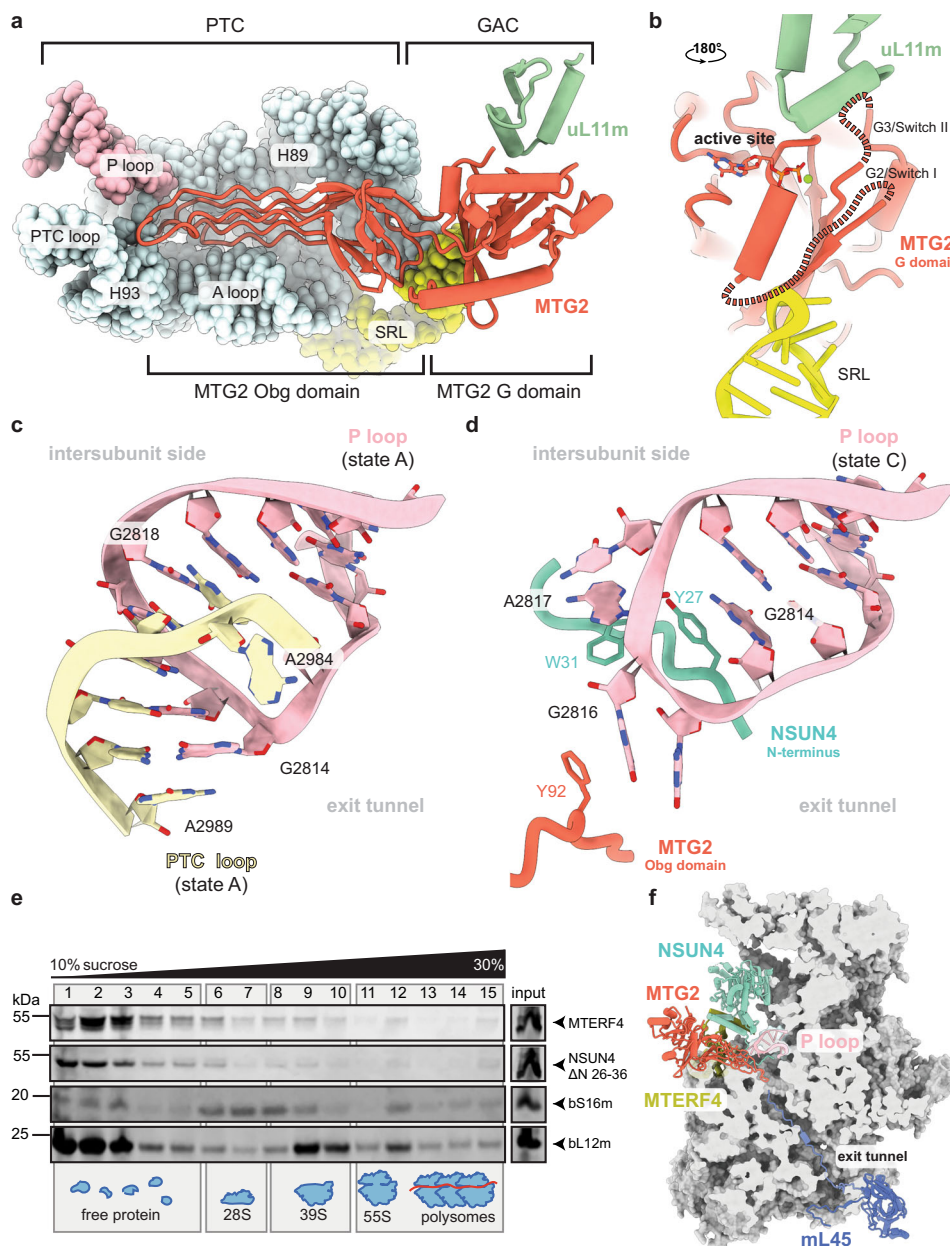 a
PTC
GAC
uL11m
P loop
H89
PTC loop
H93
A loop
SRL
MTG2
MTG2 Obg domain
MTG2 G domain
b
180°
uL11m
G3/Switch II
active site
G2/Switch I
MTG2
G domain
SRL
c
P loop
(state A)
intersubunit side
G2818
A2984
G2814
A2989
exit tunnel
PTC loop
(state A)
d
P loop
(state C)
intersubunit side
A2817
Y27
G2814
W31
G2816
NSUN4
N-terminus
Y92
exit tunnel
MTG2
Obg domain
e
10% sucrose
30%
kDa
1 2 3 4 5 6 7 8 9 10 11 12 13 14 15 input
55
MTERF4
55
NSUN4
ΔN 26-36
20
bS16m
25
bL12m
free protein
28S
39S
55S
polysomes
f
NSUN4
MTG2
P loop
MTERF4
exit tunnel
mL45